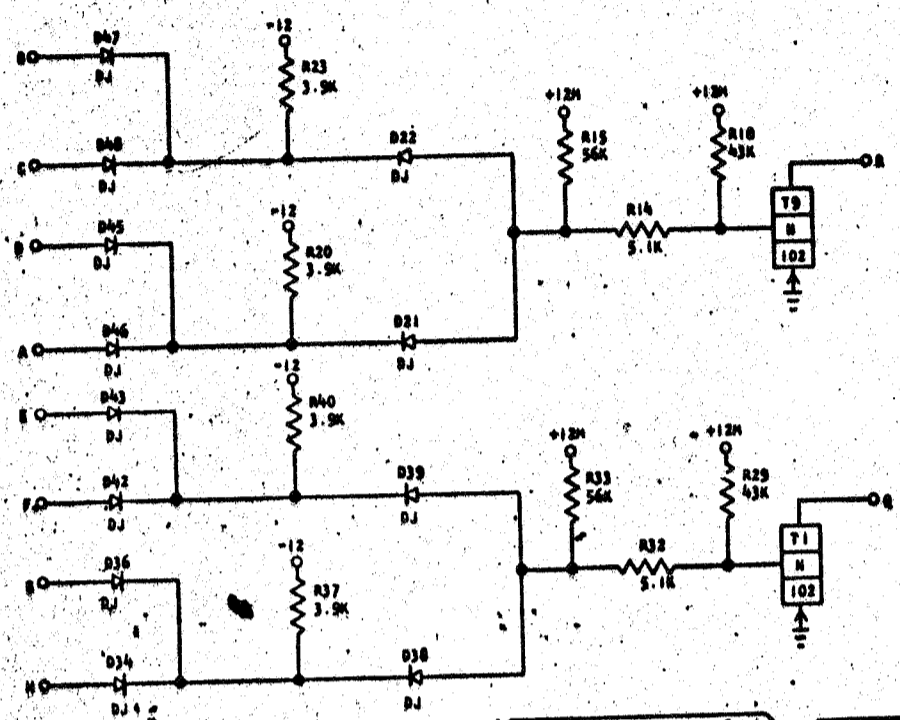 -12
D47
B
DJ
R23
3.9K
+12M
+12M
D48
C
DJ
D22
DJ
R15
56K
R18
43K
R
-12
D45
D
DJ
R20
3.9K
R14
5.1K
T9
N
102
D46
A
DJ
D21
DJ
-12
D43
E
DJ
R40
3.9K
+12M
+12M
D42
F
DJ
D39
DJ
R33
56K
R29
43K
-12
D36
DJ
R37
3.9K
R32
5.1K
T1
N
102
D34
H
DJ
D38
DJ